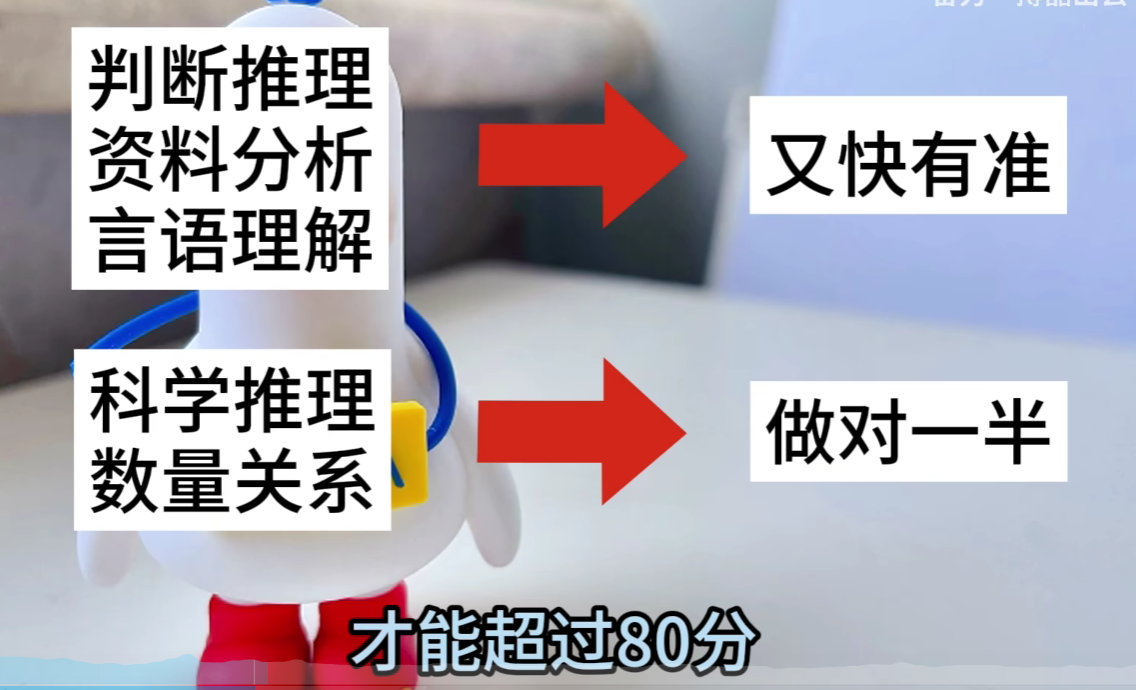 判断推理
资料分析
言语理解
又快有准
科学推理
数量关系
做对一半
才能超过80分